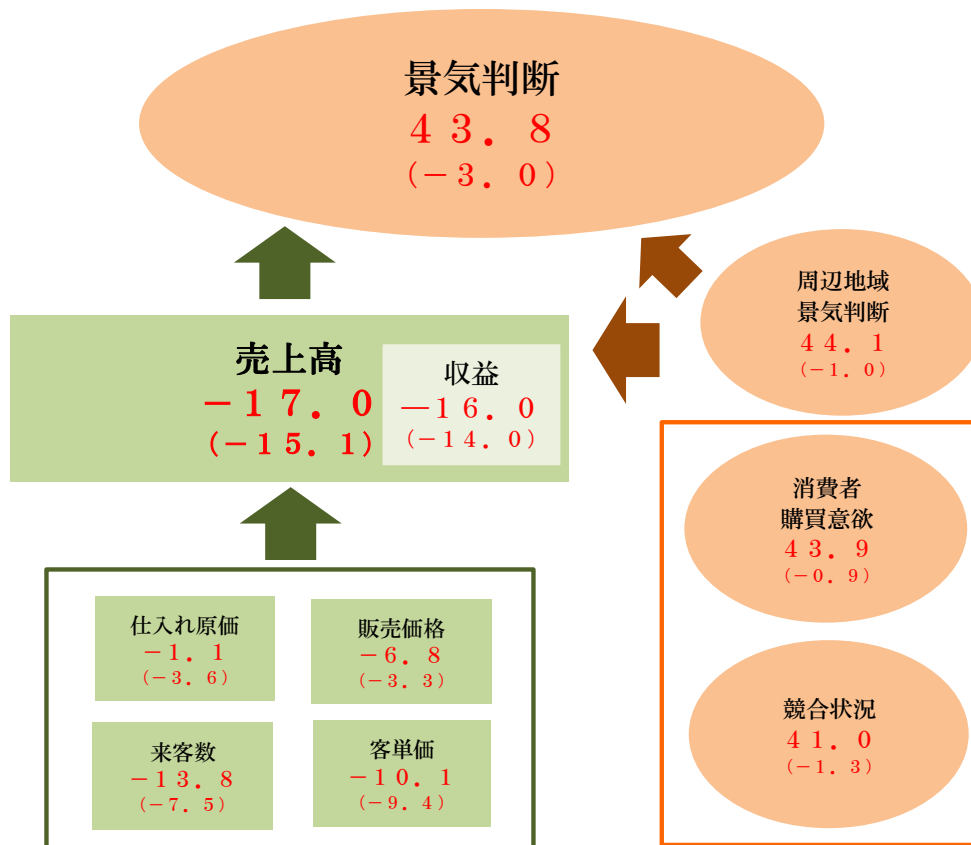 景気判断
４３．８
（－３．０）
周辺地域
景気判断
４４．１
（－１．０）
売上高
－１７．０
（－１５．１）
収益
－１６．０
（－１４．０）
消費者
購買意欲
４３．９
（－０．９）
仕入れ原価
－１．１
（－３．６）
販売価格
－６．８
（－３．３）
来客数
－１３．８
（－７．５）
客単価
－１０．１
（－９．４）
競合状況
４１．０
（－１．３）